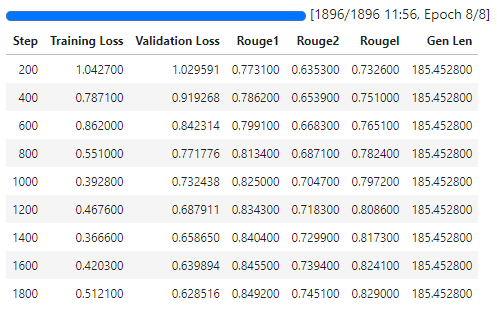 [1896/1896 11:56, Epoch 8/8]
Step Training Loss Validation Loss Rouge1 Rouge2 Rougel Gen Len
200 1.042700 1.029591 0.773100 0.635300 0.732600 185.452800
400 0.787100 0.919268 0.786200 0.653900 0.751000 185.452800
600 0.862000 0.842314 0.799100 0.668300 0.765100 185.452800
800 0.551000 0.771776 0.813400 0.687100 0.782400 185.452800
1000 0.392800 0.732438 0.825000 0.704700 0.797200 185.452800
1200 0.467600 0.687911 0.834300 0.718300 0.808600 185.452800
1400 0.366600 0.658650 0.840400 0.729900 0.817300 185.452800
1600 0.420300 0.639894 0.845500 0.739400 0.824100 185.452800
1800 0.512100 0.628516 0.849200 0.745100 0.829000 185.452800